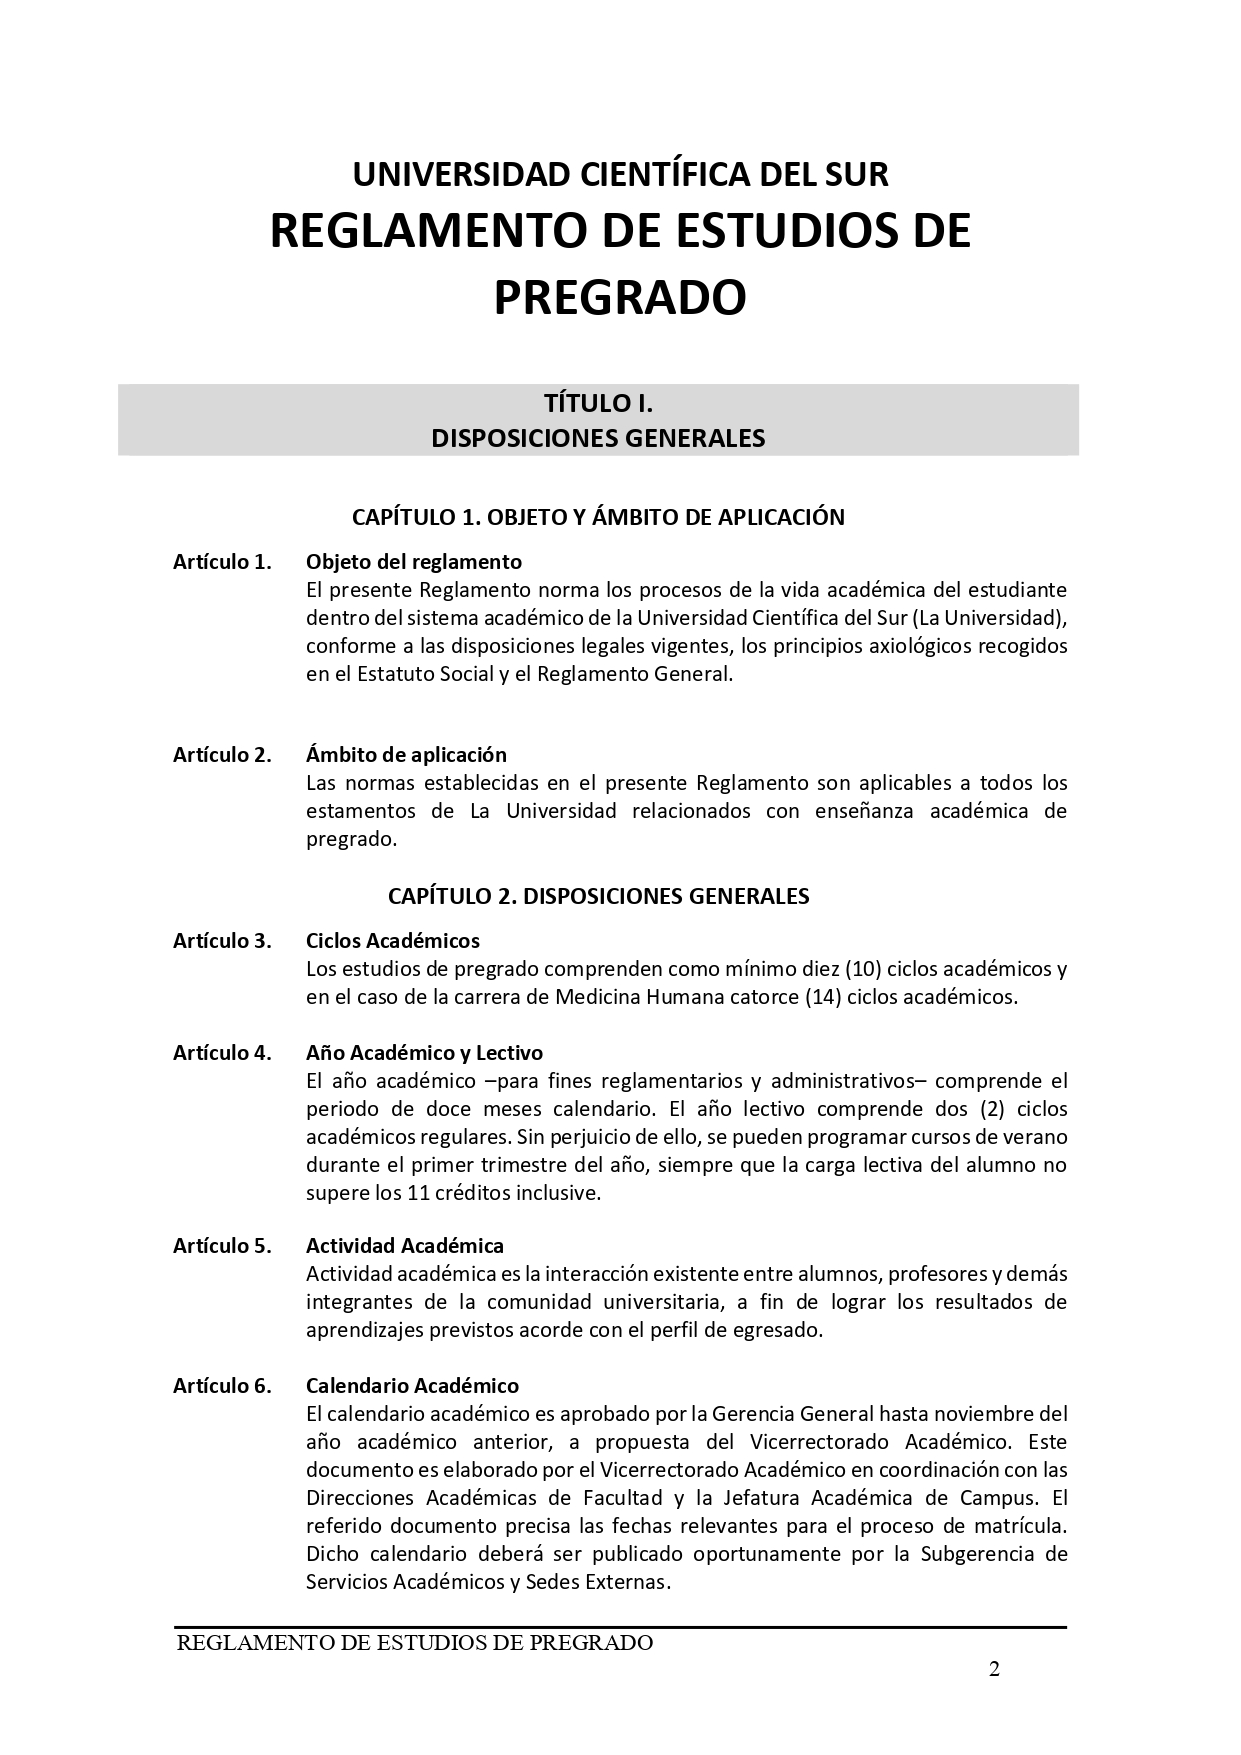 UNIVERSIDAD CIENTÍFICA DEL SUR
REGLAMENTO DE ESTUDIOS DE
PREGRADO
TÍTULO I.
DISPOSICIONES GENERALES
CAPÍTULO 1. OBJETO Y ÁMBITO DE APLICACIÓN
Artículo 1. Objeto del reglamento
El presente Reglamento norma los procesos de la vida académica del estudiante
dentro del sistema académico de la Universidad Científica del Sur (La Universidad),
conforme a las disposiciones legales vigentes, los principios axiológicos recogidos
en el Estatuto Social y el Reglamento General.
Artículo 2. Ámbito de aplicación
Las normas establecidas en el presente Reglamento son aplicables a todos los
estamentos de La Universidad relacionados con enseñanza académica de
pregrado.
CAPÍTULO 2. DISPOSICIONES GENERALES
Artículo 3. Ciclos Académicos
Los estudios de pregrado comprenden como mínimo diez (10) ciclos académicos y
en el caso de la carrera de Medicina Humana catorce (14) ciclos académicos.
Artículo 4. Año Académico y Lectivo
El año académico –para fines reglamentarios y administrativos– comprende el
periodo de doce meses calendario. El año lectivo comprende dos (2) ciclos
académicos regulares. Sin perjuicio de ello, se pueden programar cursos de verano
durante el primer trimestre del año, siempre que la carga lectiva del alumno no
supere los 11 créditos inclusive.
Artículo 5. Actividad Académica
Actividad académica es la interacción existente entre alumnos, profesores y demás
integrantes de la comunidad universitaria, a fin de lograr los resultados de
aprendizajes previstos acorde con el perfil de egresado.
Artículo 6. Calendario Académico
El calendario académico es aprobado por la Gerencia General hasta noviembre del
año académico anterior, a propuesta del Vicerrectorado Académico. Este
documento es elaborado por el Vicerrectorado Académico en coordinación con las
Direcciones Académicas de Facultad y la Jefatura Académica de Campus. El
referido documento precisa las fechas relevantes para el proceso de matrícula.
Dicho calendario deberá ser publicado oportunamente por la Subgerencia de
Servicios Académicos y Sedes Externas.
REGLAMENTO DE ESTUDIOS DE PREGRADO
2